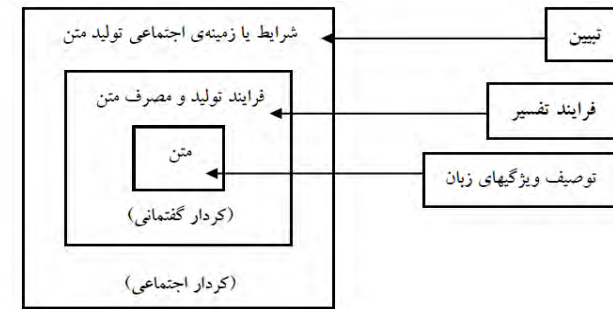 شرایط یا زمینه‌ی اجتماعی تولید متن
تبیین
فرایند تولید و مصرف متن
فرایند تفسیر
متن
توصیف ویژگیهای زبان
(کردار گفتمانی)
(کردار اجتماعی)